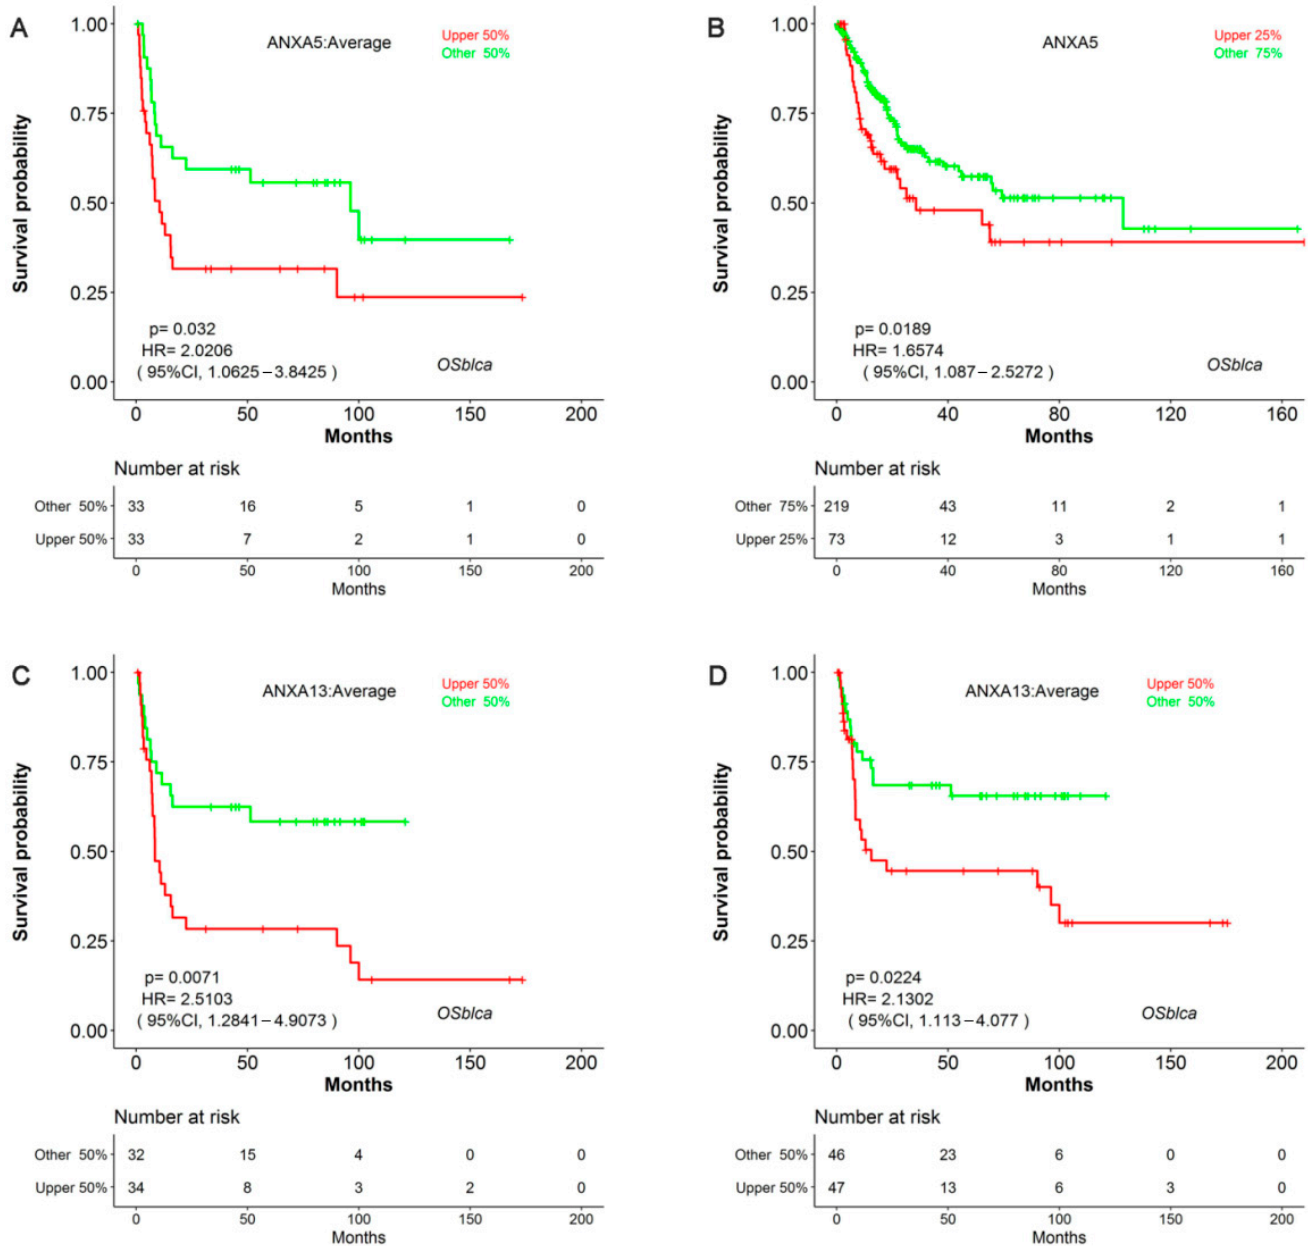 A
ANXA5:Average
Upper 50%
Other 50%
1.00
0.75
0.50
0.25
0.00
Survival probability
p= 0.032
HR= 2.0206
( 95%CI, 1.0625−3.8425 )
OSblca
0 50 100 150 200
Months
Number at risk
Other 50% 33 16 5 1 0
Upper 50% 33 7 2 1 0
0 50 100 150 200
Months
B
ANXA5
Upper 25%
Other 75%
1.00
0.75
0.50
0.25
0.00
Survival probability
p= 0.0189
HR= 1.6574
( 95%CI, 1.087−2.5272 )
OSblca
0 40 80 120 160
Months
Number at risk
Other 75% 219 43 11 2 1
Upper 25% 73 12 3 1 1
0 40 80 120 160
Months
C
ANXA13:Average
Upper 50%
Other 50%
1.00
0.75
0.50
0.25
0.00
Survival probability
p= 0.0071
HR= 2.5103
( 95%CI, 1.2841−4.9073 )
OSblca
0 50 100 150 200
Months
Number at risk
Other 50% 32 15 4 0 0
Upper 50% 34 8 3 2 0
0 50 100 150 200
Months
D
ANXA13:Average
Upper 50%
Other 50%
1.00
0.75
0.50
0.25
0.00
Survival probability
p= 0.0224
HR= 2.1302
( 95%CI, 1.113−4.077 )
OSblca
0 50 100 150 200
Months
Number at risk
Other 50% 46 23 6 0 0
Upper 50% 47 13 6 3 0
0 50 100 150 200
Months